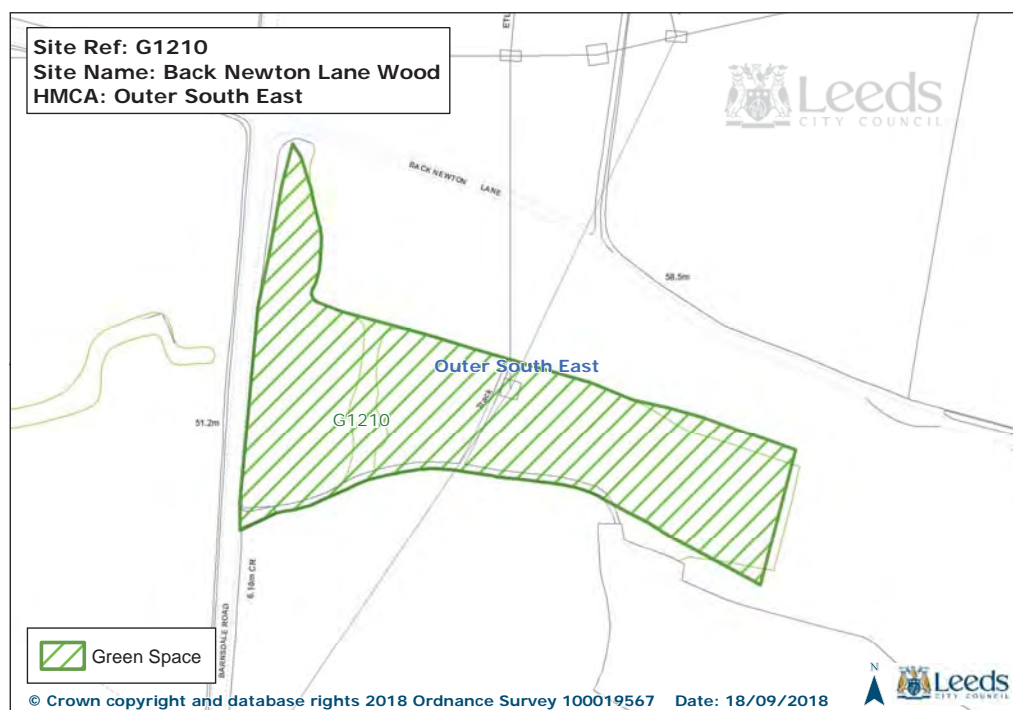 Site Ref: G1210
Site Name: Back Newton Lane Wood
HMCA: Outer South East
Leeds
CITY COUNCIL
ETL
BACK NEWTON LANE
58.5m
Outer South East
Track
G1210
51.2m
6.10m CR
BARNSDALE ROAD
Green Space
N
Leeds
CITY COUNCIL
© Crown copyright and database rights 2018 Ordnance Survey 100019567 Date: 18/09/2018